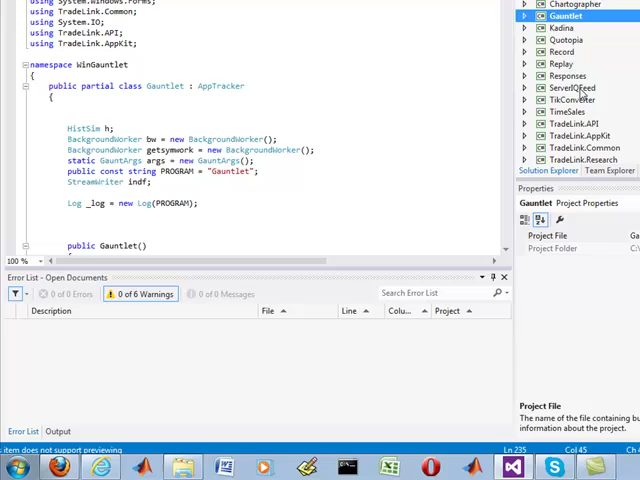 using System.Windows.Forms;
using TradeLink.Common;
using System.IO;
using TradeLink.API;
using TradeLink.AppKit;
namespace WinGauntlet
{
public partial class Gauntlet : AppTracker
{
HistSim h;
BackgroundWorker bw = new BackgroundWorker();
BackgroundWorker getsymwork = new BackgroundWorker();
static GauntArgs args = new GauntArgs();
public const string PROGRAM = "Gauntlet";
StreamWriter indf;
Log _log = new Log(PROGRAM);
public Gauntlet()
{
100 %
Chartographer
Gauntlet
Kadina
Quotopia
Record
Replay
Responses
ServerIQFeed
TikConverter
TimeSales
TradeLink.API
TradeLink.AppKit
TradeLink.Common
TradeLink.Research
Solution Explorer Team Explorer
Properties
Gauntlet Project Properties
Project File Ga
Project Folder C:\
Project File
The name of the file containing bu
information about the project.
Error List - Open Documents
0 of 0 Errors 0 of 6 Warnings 0 of 0 Messages Search Error List
Description File Line Colu... Project
Error List Output
item does not support previewing Ln 235 Col 45 Ch 4